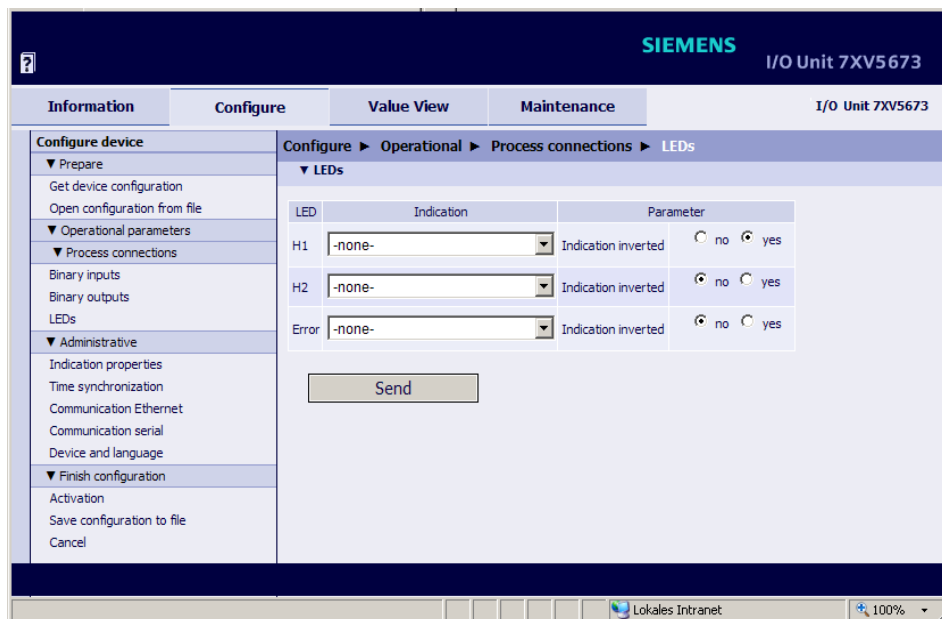 SIEMENS
?
I/O Unit 7XV5673
Information Configure Value View Maintenance I/O Unit 7XV5673
Configure device
▼ Prepare
Get device configuration
Open configuration from file
▼ Operational parameters
▼ Process connections
Binary inputs
Binary outputs
LEDs
▼ Administrative
Indication properties
Time synchronization
Communication Ethernet
Communication serial
Device and language
▼ Finish configuration
Activation
Save configuration to file
Cancel
Configure ► Operational ► Process connections ► LEDs
▼ LEDs
LED Indication Parameter
H1 -none- Indication inverted no yes
H2 -none- Indication inverted no yes
Error -none- Indication inverted no yes
Send
Lokales Intranet 100%